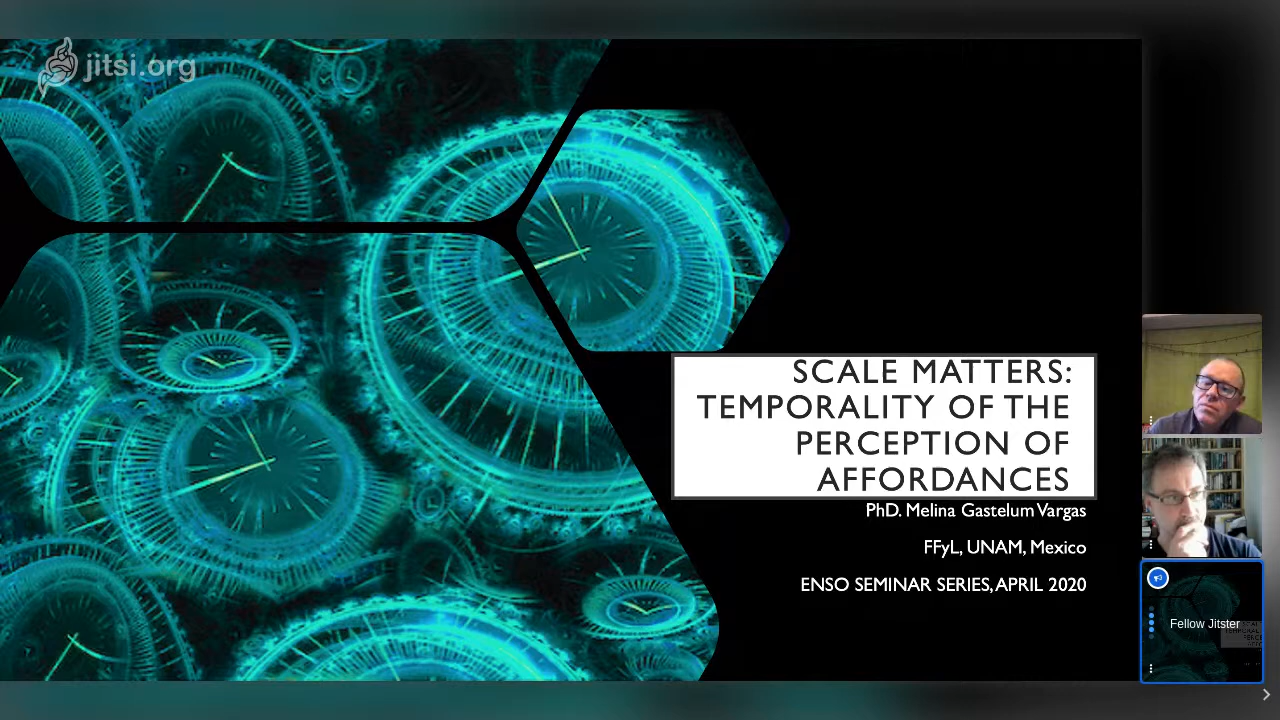 jitsi.org
SCALE MATTERS:
TEMPORALITY OF THE
PERCEPTION OF
AFFORDANCES
PhD. Melina Gastelum Vargas
FFyL, UNAM, Mexico
ENSO SEMINAR SERIES, APRIL 2020
Fellow Jitster